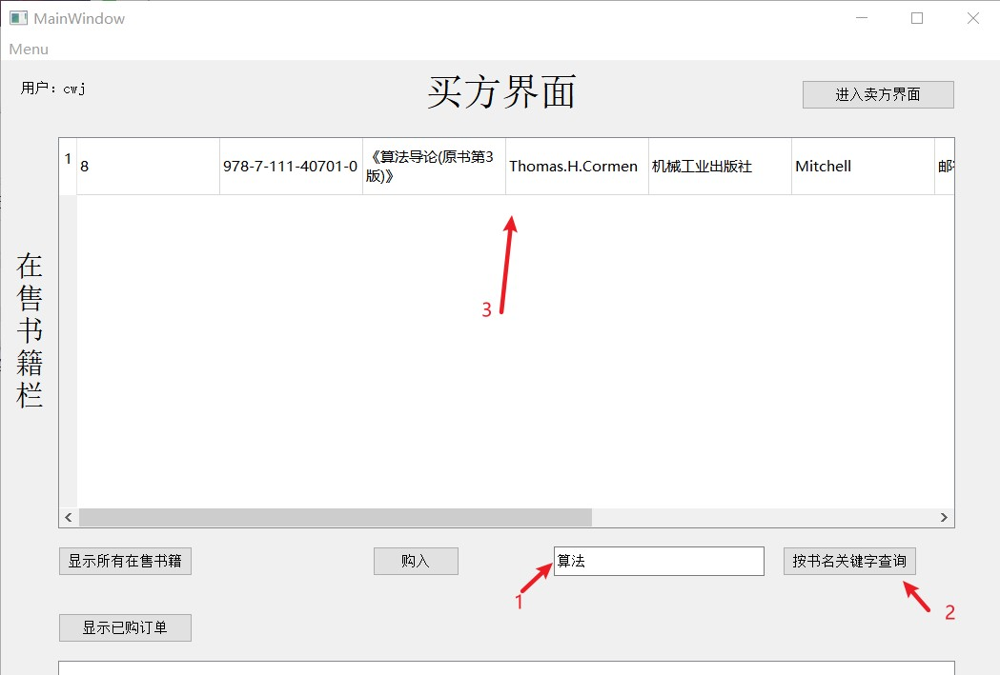 MainWindow
Menu
用户：cwj
买方界面
进入卖方界面
1
8
978-7-111-40701-0
《算法导论(原书第3
版)》
Thomas.H.Cormen
机械工业出版社
Mitchell
邮
3
在
售
书
籍
栏
显示所有在售书籍
购入
算法
按书名关键字查询
1
2
显示已购订单